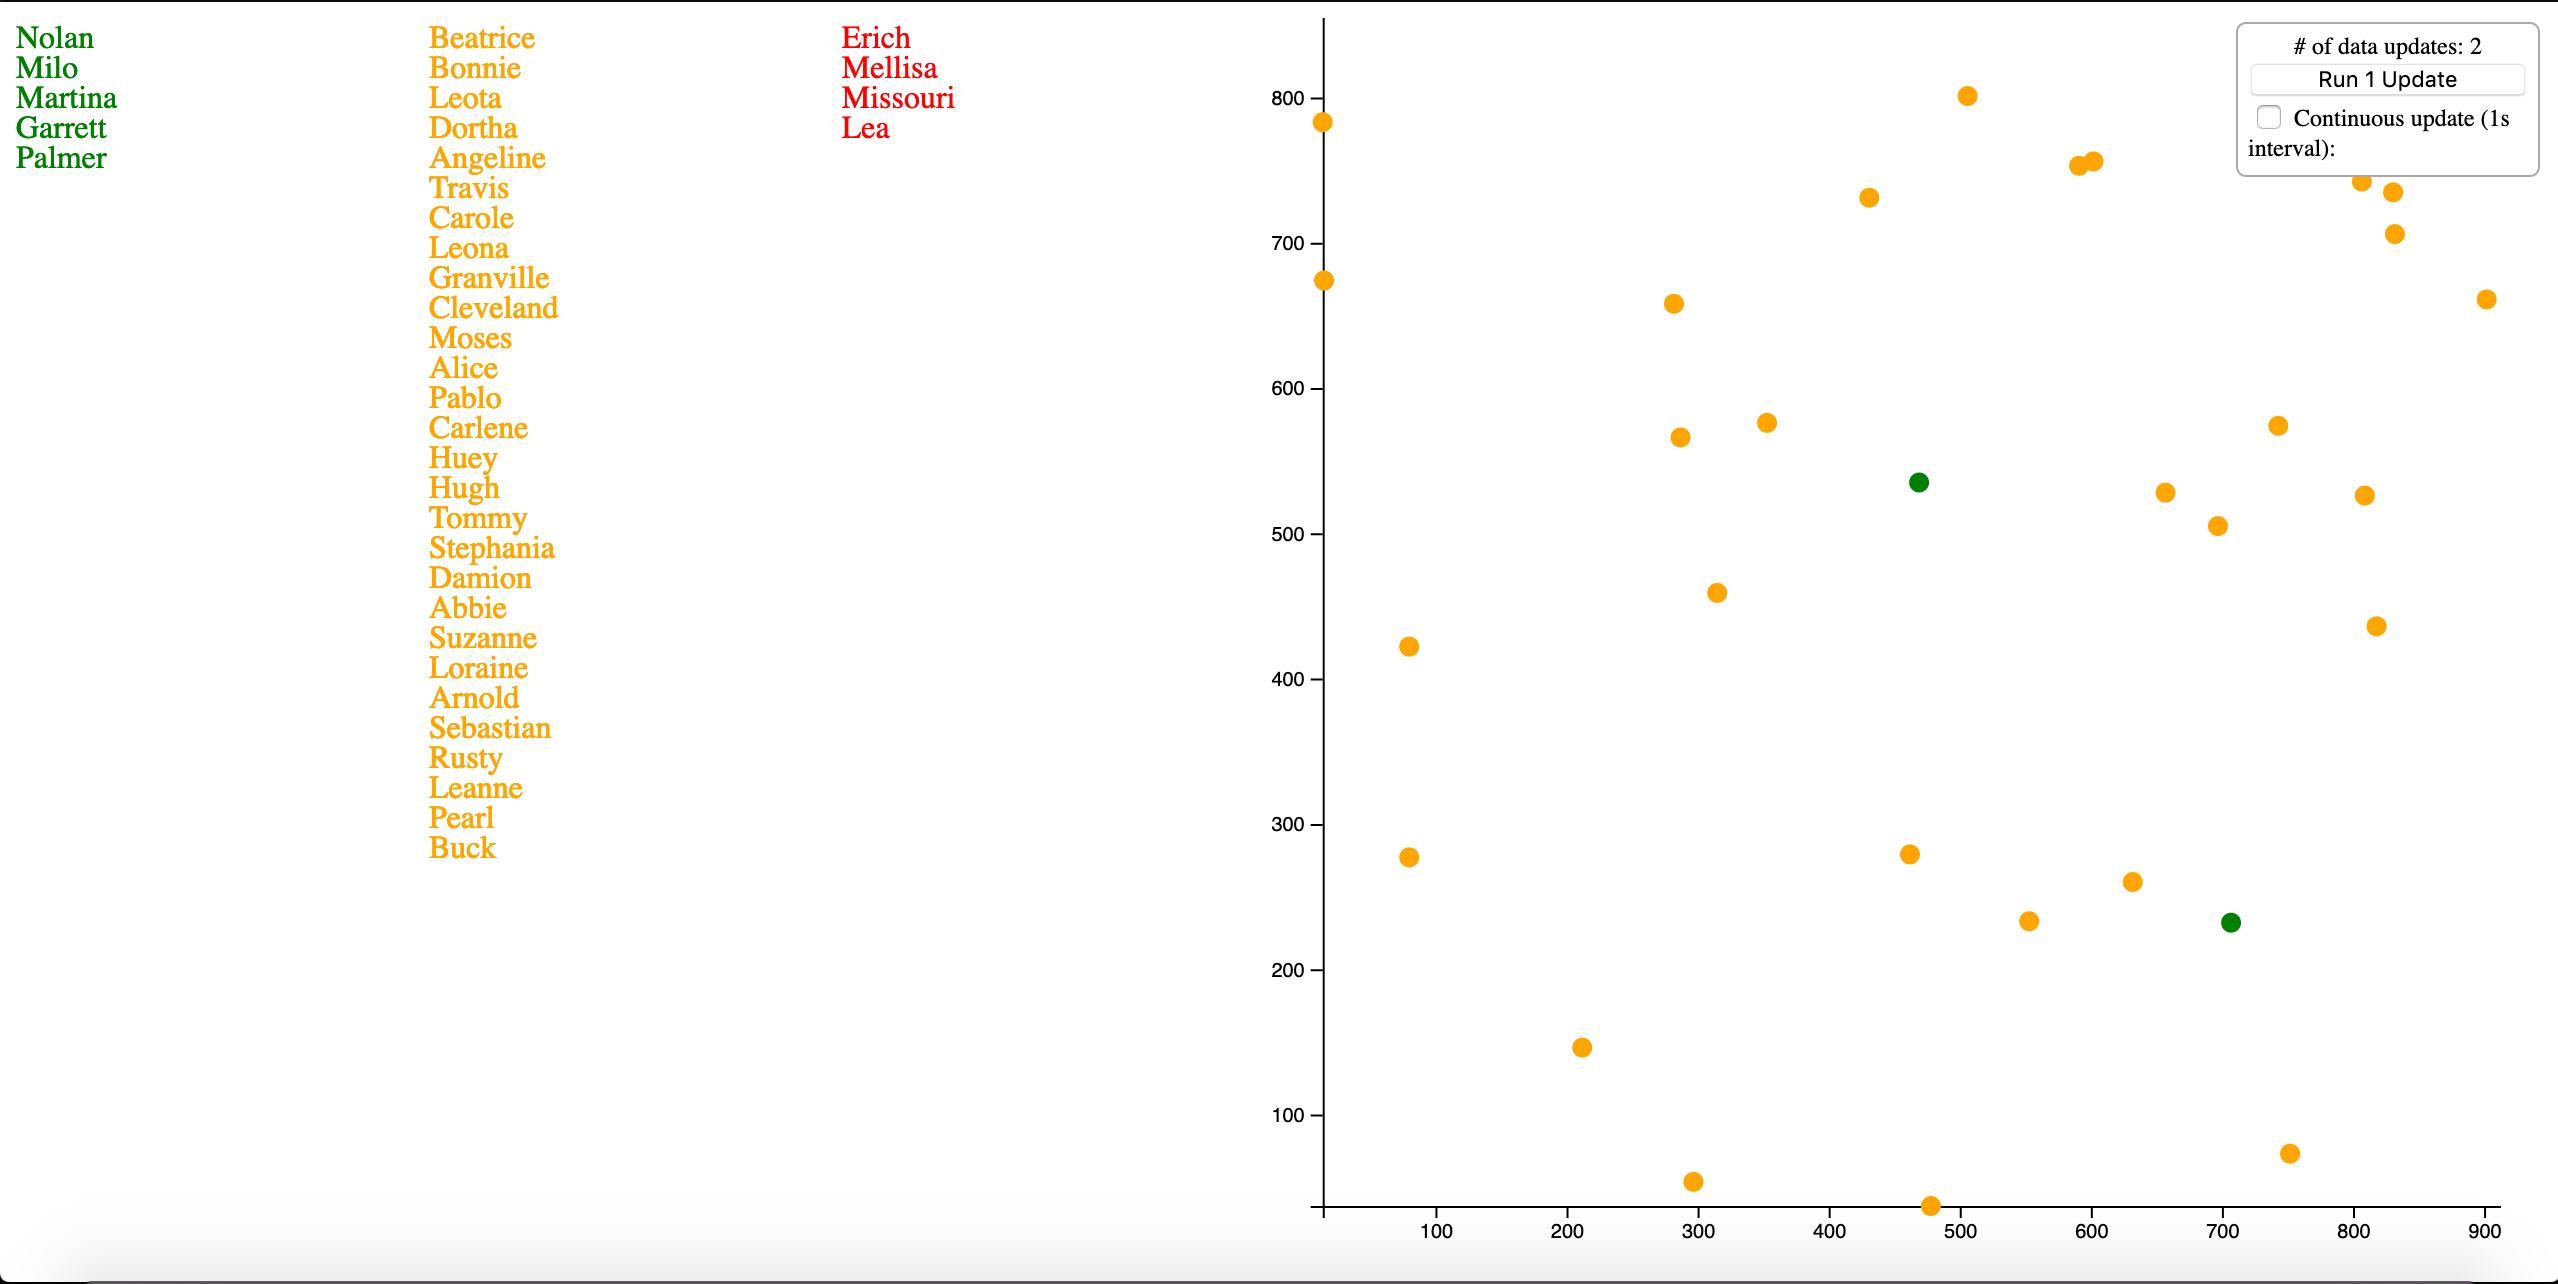 Nolan
Milo
Martina
Garrett
Palmer
Beatrice
Bonnie
Leota
Dortha
Angeline
Travis
Carole
Leona
Granville
Cleveland
Moses
Alice
Pablo
Carlene
Huey
Hugh
Tommy
Stephania
Damion
Abbie
Suzanne
Loraine
Arnold
Sebastian
Rusty
Leanne
Pearl
Buck
Erich
Mellisa
Missouri
Lea
800
700
600
500
400
300
200
100
100 200 300 400 500 600 700 800 900
# of data updates: 2
Run 1 Update
Continuous update (1s
interval):